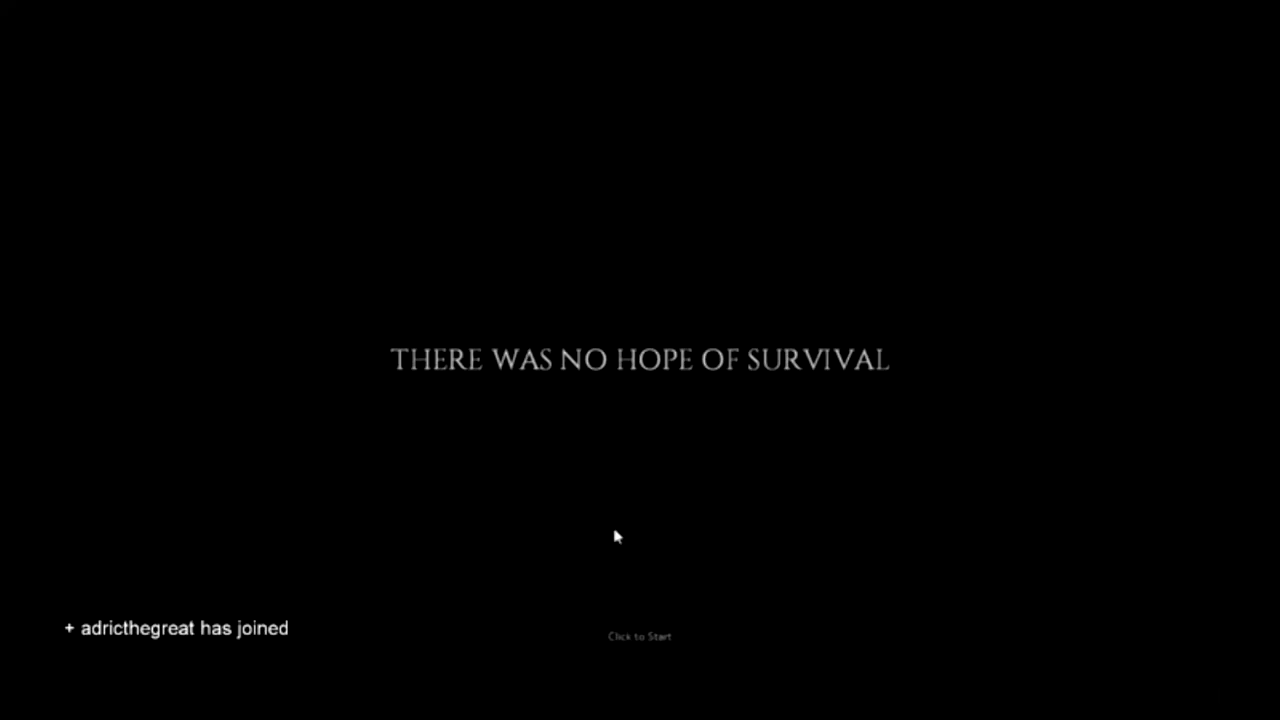 THERE WAS NO HOPE OF SURVIVAL
+ adricthegreat has joined
Click to Start